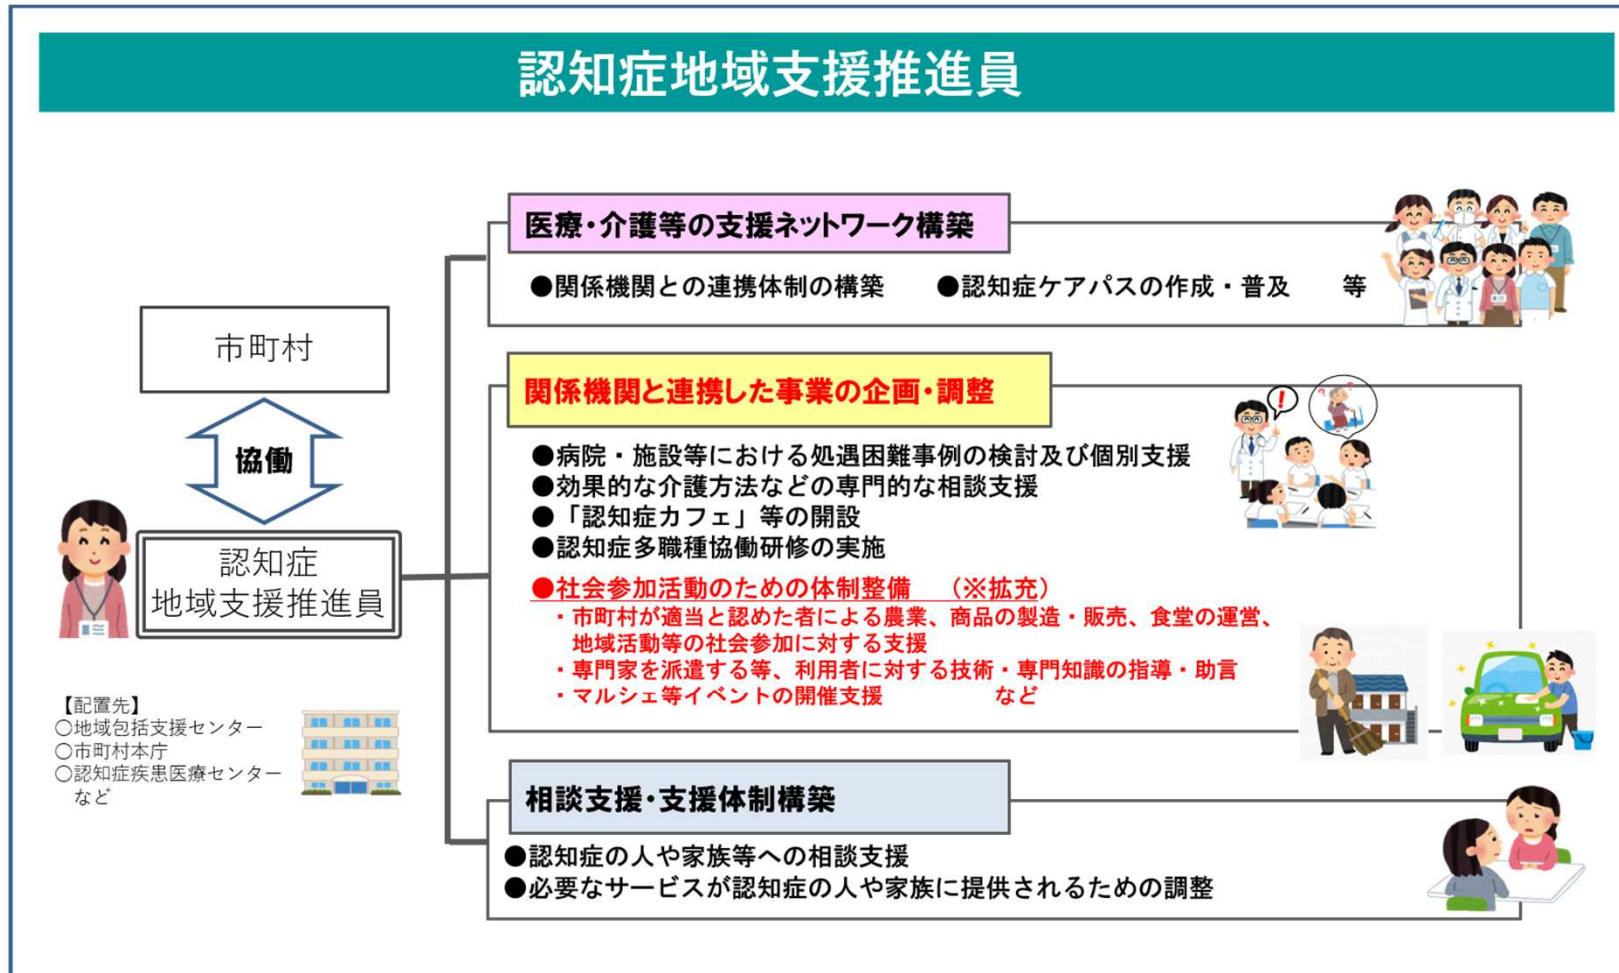 認知症地域支援推進員
市町村
協働
認知症
地域支援推進員
【配置先】
○地域包括支援センター
○市町村本庁
○認知症疾患医療センター
など
医療・介護等の支援ネットワーク構築
●関係機関との連携体制の構築　●認知症ケアパスの作成・普及　等
関係機関と連携した事業の企画・調整
●病院・施設等における処遇困難事例の検討及び個別支援
●効果的な介護方法などの専門的な相談支援
●「認知症カフェ」等の開設
●認知症多職種協働研修の実施
●社会参加活動のための体制整備　（※拡充）
・市町村が適当と認めた者による農業、商品の製造・販売、食堂の運営、
地域活動等の社会参加に対する支援
・専門家を派遣する等、利用者に対する技術・専門知識の指導・助言
・マルシェ等イベントの開催支援　など
相談支援・支援体制構築
●認知症の人や家族等への相談支援
●必要なサービスが認知症の人や家族に提供されるための調整